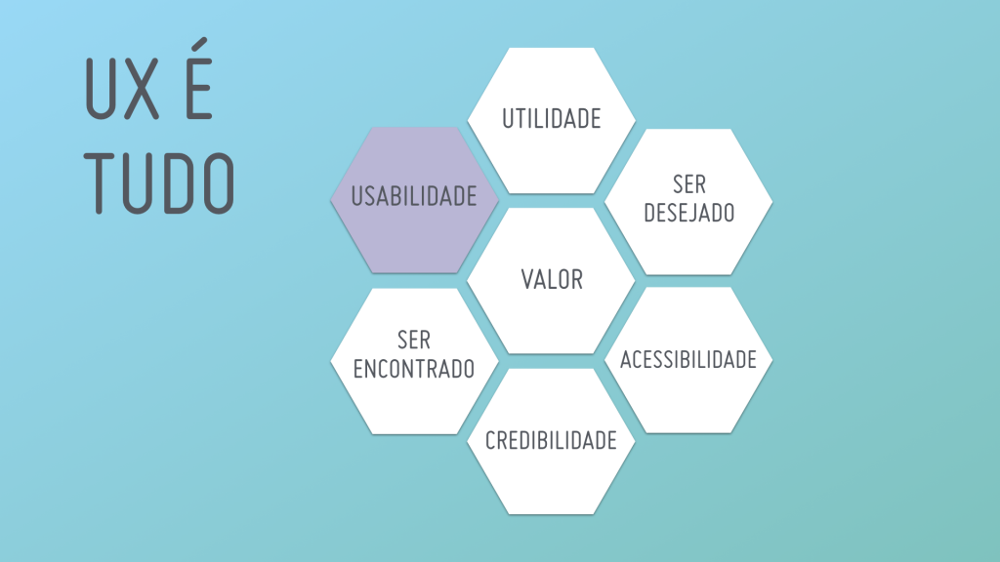 UX É
TUDO
UTILIDADE
USABILIDADE
SER
DESEJADO
VALOR
SER
ENCONTRADO
ACESSIBILIDADE
CREDIBILIDADE